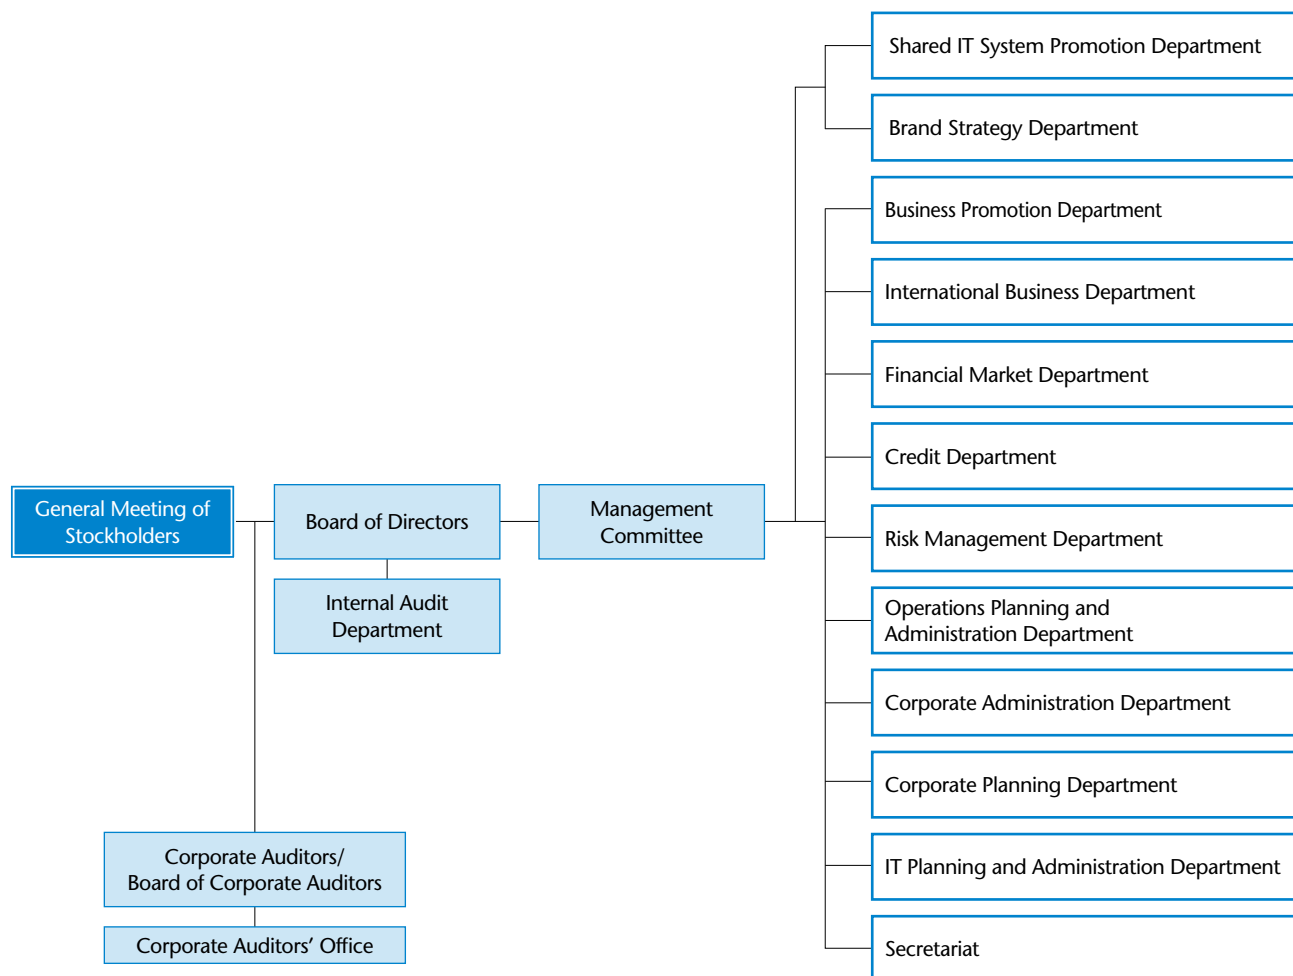 Shared IT System Promotion Department
Brand Strategy Department
Business Promotion Department
International Business Department
Financial Market Department
Credit Department
General Meeting of
Stockholders
Board of Directors
Management
Committee
Risk Management Department
Internal Audit
Department
Operations Planning and
Administration Department
Corporate Administration Department
Corporate Planning Department
Corporate Auditors/
Board of Corporate Auditors
IT Planning and Administration Department
Corporate Auditors’ Office
Secretariat